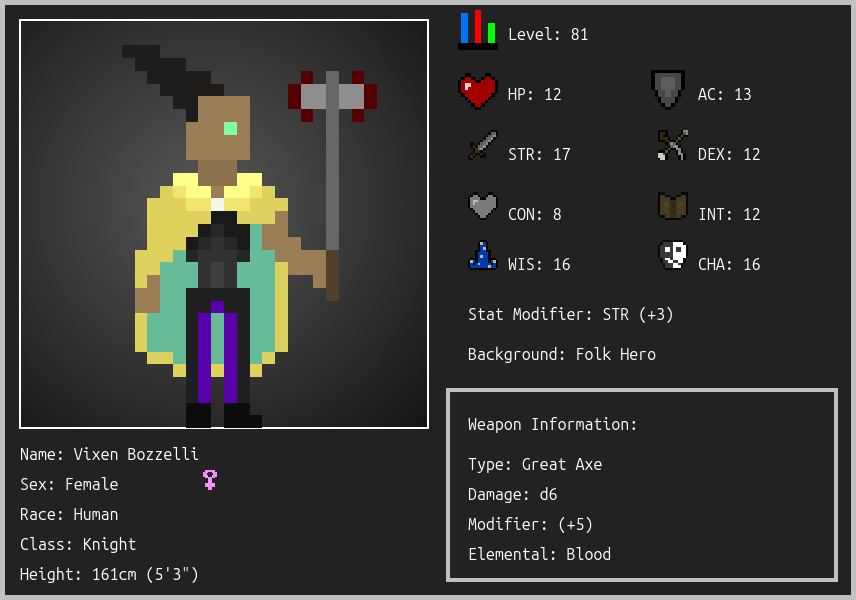 Level: 81
HP: 12
AC: 13
STR: 17
DEX: 12
CON: 8
INT: 12
WIS: 16
CHA: 16
Stat Modifier: STR (+3)
Background: Folk Hero
Weapon Information:
Type: Great Axe
Damage: d6
Modifier: (+5)
Elemental: Blood
Name: Vixen Bozzelli
Sex: Female
Race: Human
Class: Knight
Height: 161cm (5'3")